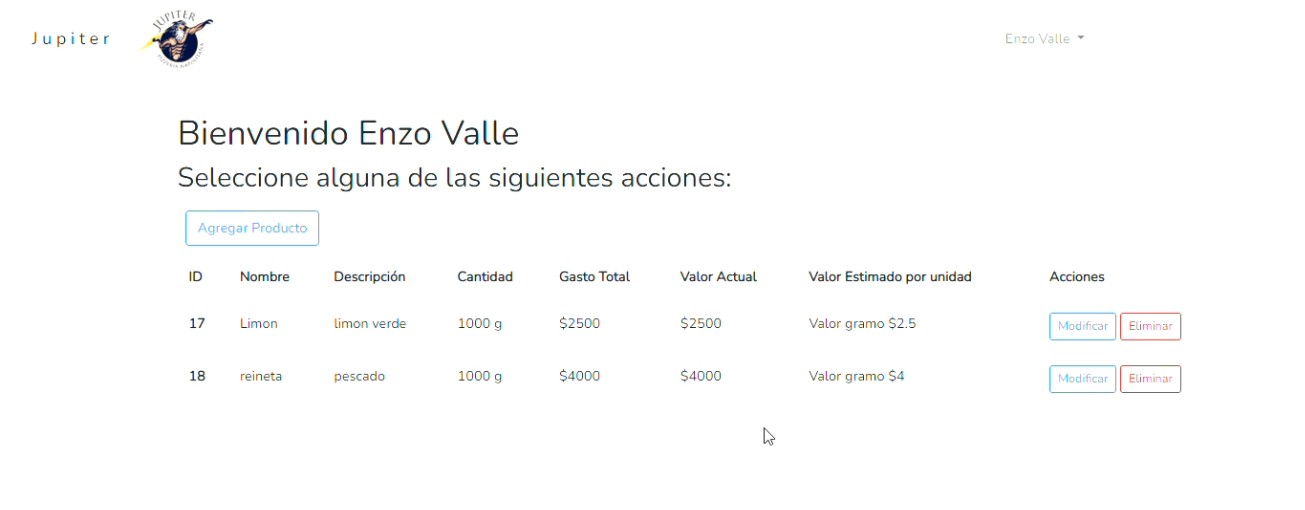 Jupiter
JUPITER
Enzo Valle
Bienvenido Enzo Valle
Seleccione alguna de las siguientes acciones:
Agregar Producto
ID Nombre Descripción Cantidad Gasto Total Valor Actual Valor Estimado por unidad Acciones
17 Limon limon verde 1000 g $2500 $2500 Valor gramo $2.5 Modificar Eliminar
18 reineta pescado 1000 g $4000 $4000 Valor gramo $4 Modificar Eliminar